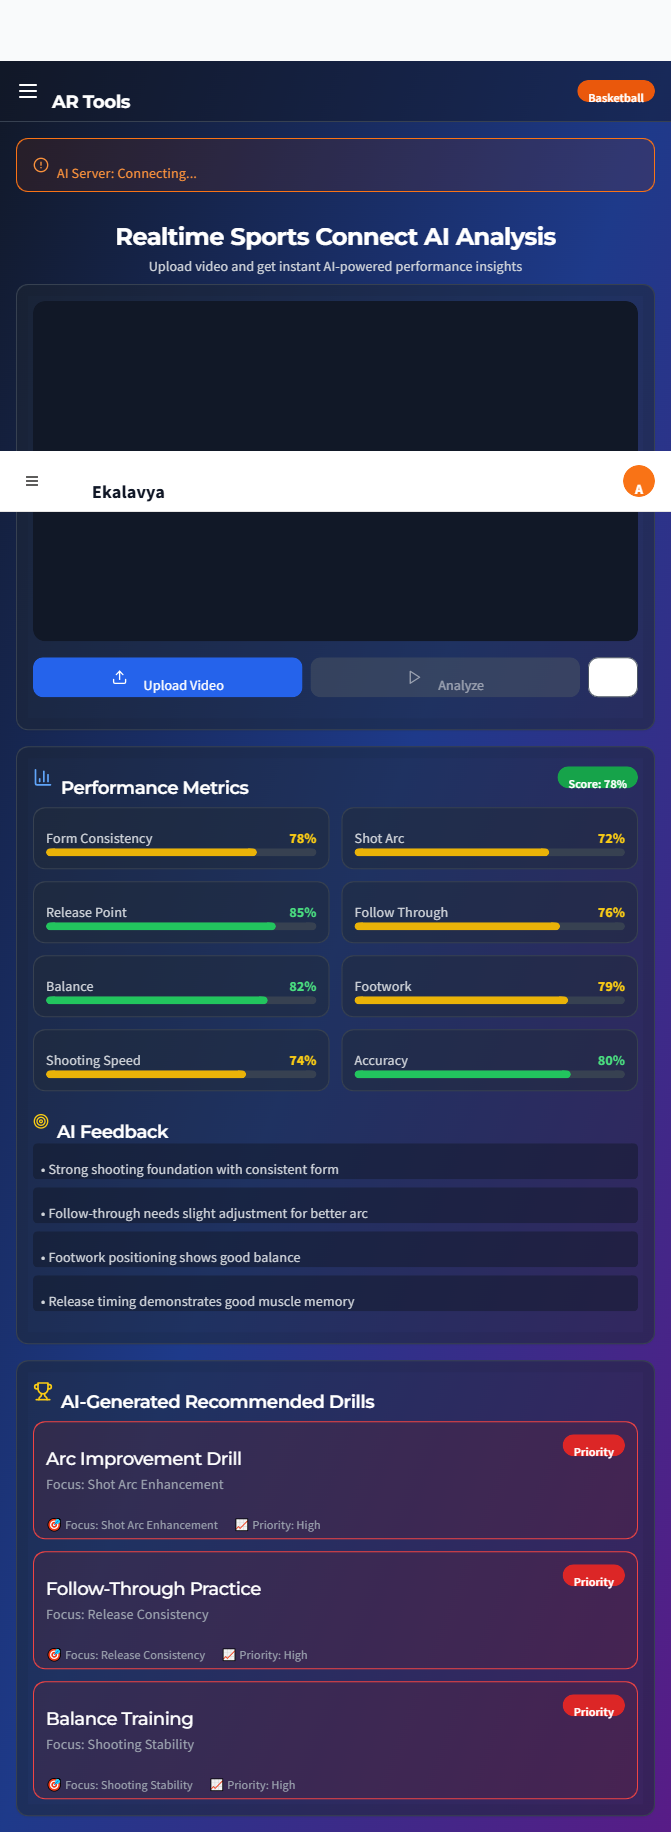 AR Tools
Basketball
AI Server: Connecting...
Realtime Sports Connect AI Analysis
Upload video and get instant AI-powered performance insights
Ekalavya
A
Upload Video
Analyze
Performance Metrics
Score: 78%
Form Consistency 78%
Shot Arc 72%
Release Point 85%
Follow Through 76%
Balance 82%
Footwork 79%
Shooting Speed 74%
Accuracy 80%
AI Feedback
• Strong shooting foundation with consistent form
• Follow-through needs slight adjustment for better arc
• Footwork positioning shows good balance
• Release timing demonstrates good muscle memory
AI-Generated Recommended Drills
Arc Improvement Drill
Priority
Focus: Shot Arc Enhancement
🎯 Focus: Shot Arc Enhancement 📈 Priority: High
Follow-Through Practice
Priority
Focus: Release Consistency
🎯 Focus: Release Consistency 📈 Priority: High
Balance Training
Priority
Focus: Shooting Stability
🎯 Focus: Shooting Stability 📈 Priority: High